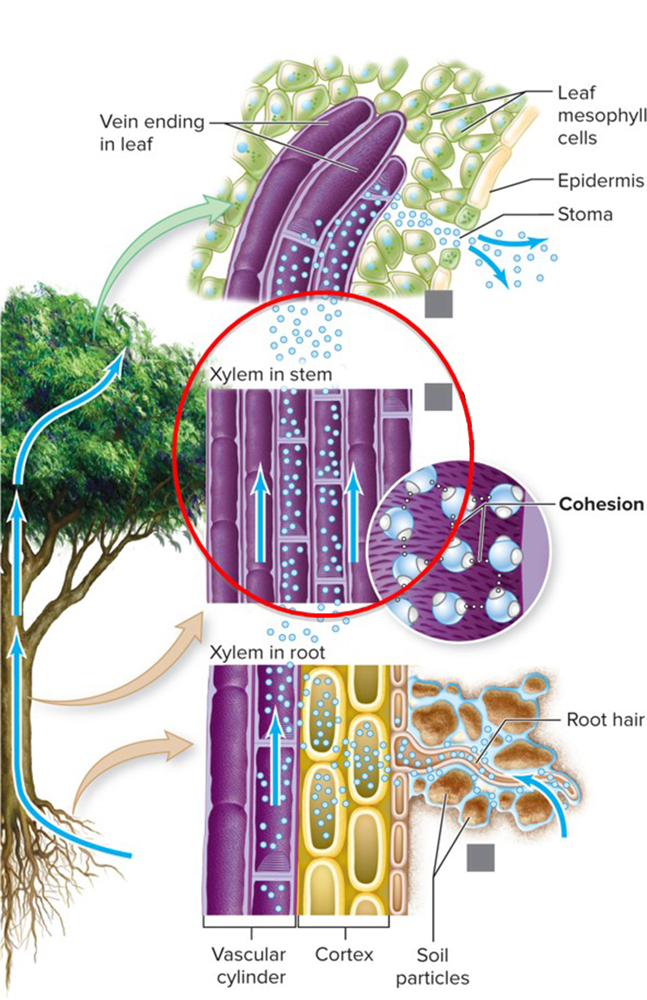 Leaf
mesophyll
cells
Vein ending
in leaf
Epidermis
Stoma
Xylem in stem
Cohesion
Xylem in root
Root hair
Vascular
cylinder
Cortex
Soil
particles